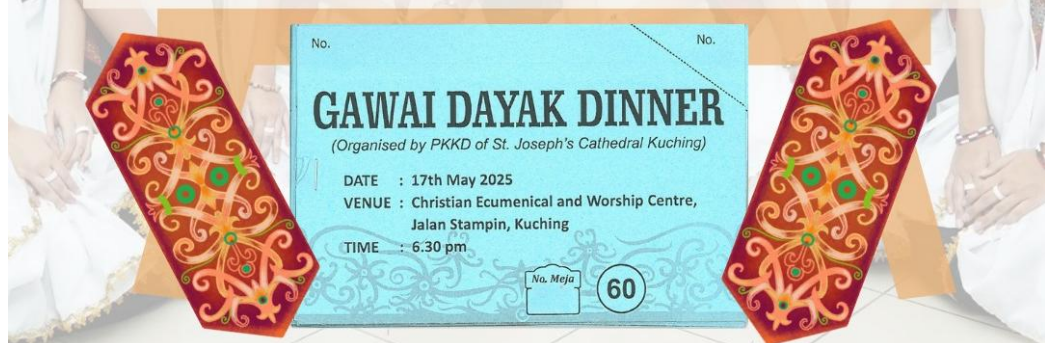 No.
No.
GAWAI DAYAK DINNER
(Organised by PKKD of St. Joseph's Cathedral Kuching)
DATE : 17th May 2025
VENUE : Christian Ecumenical and Worship Centre,
Jalan Stampin, Kuching
TIME : 6.30 pm
No. Meja
60